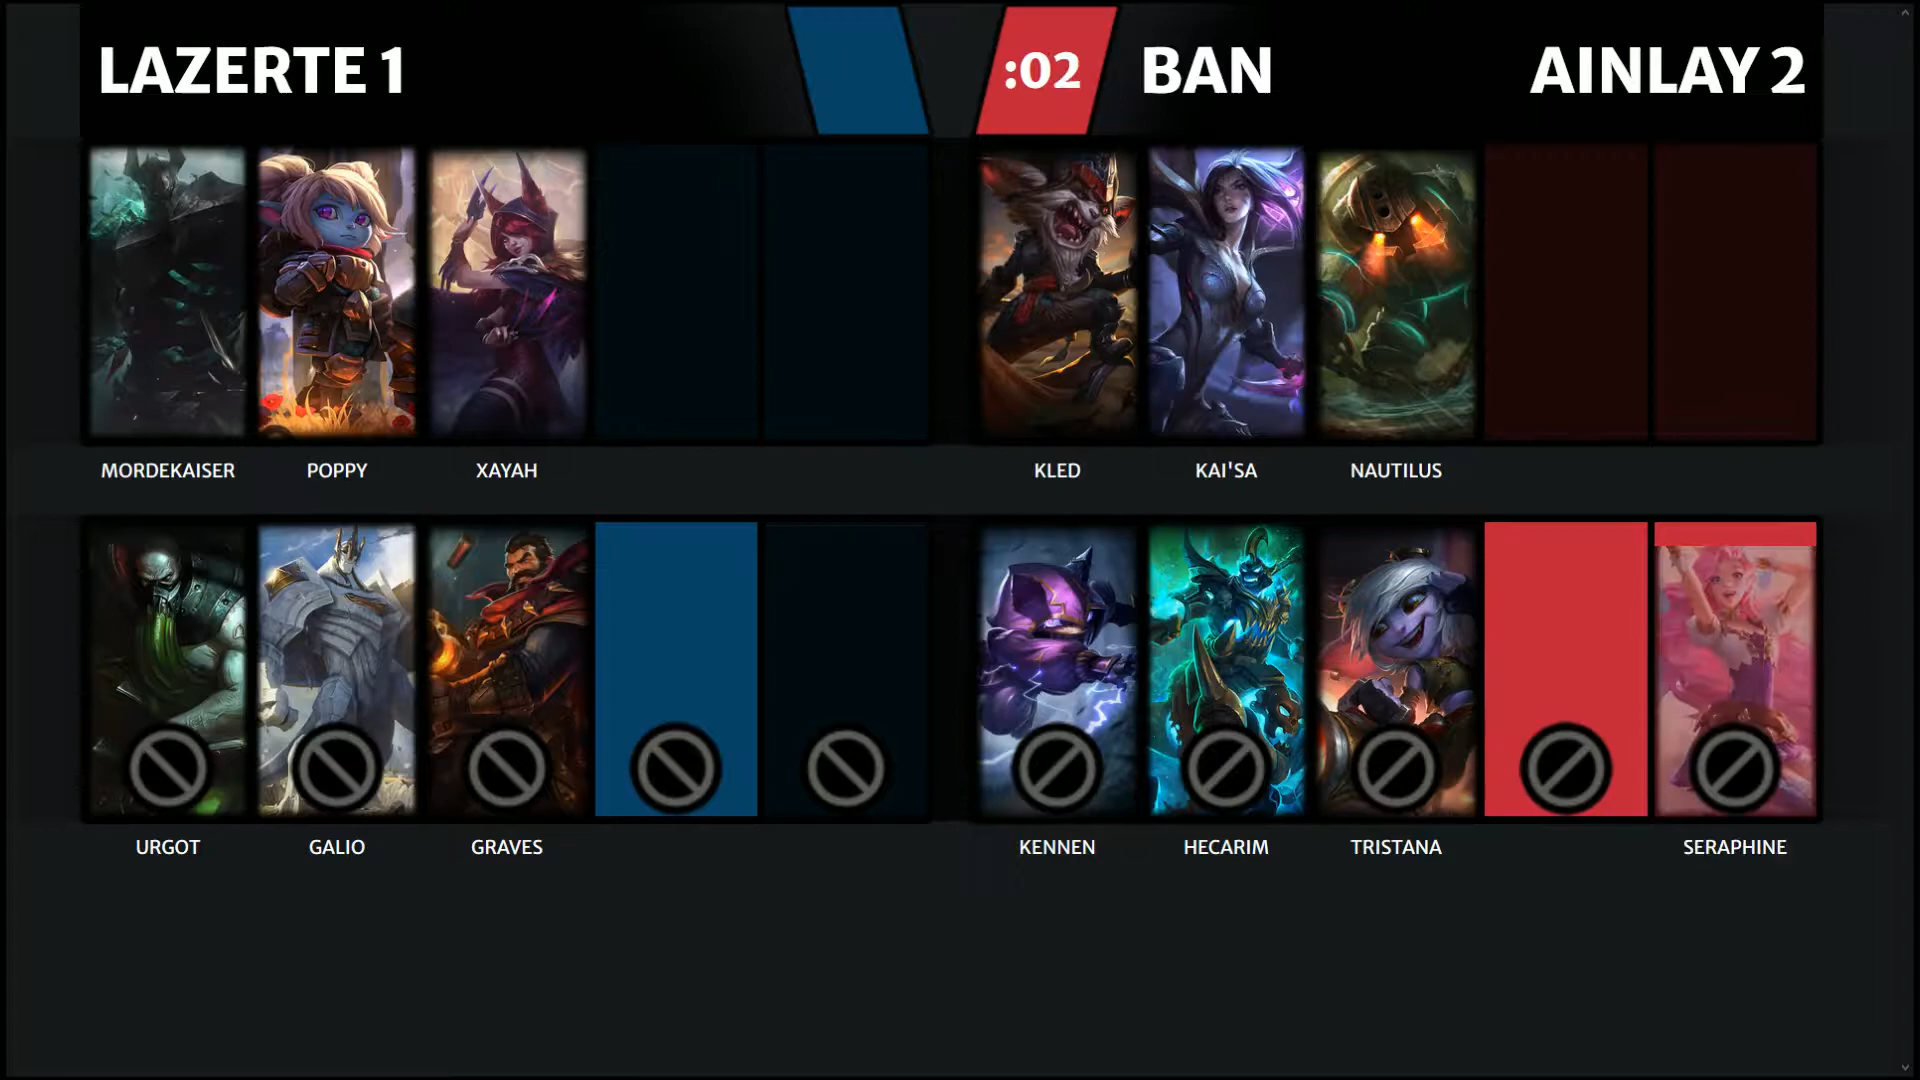 LAZERTE 1
:02
BAN
AINLAY 2
MORDEKAISER
POPPY
XAYAH
KLED
KAI'SA
NAUTILUS
URGOT
GALIO
GRAVES
KENNEN
HECARIM
TRISTANA
SERAPHINE